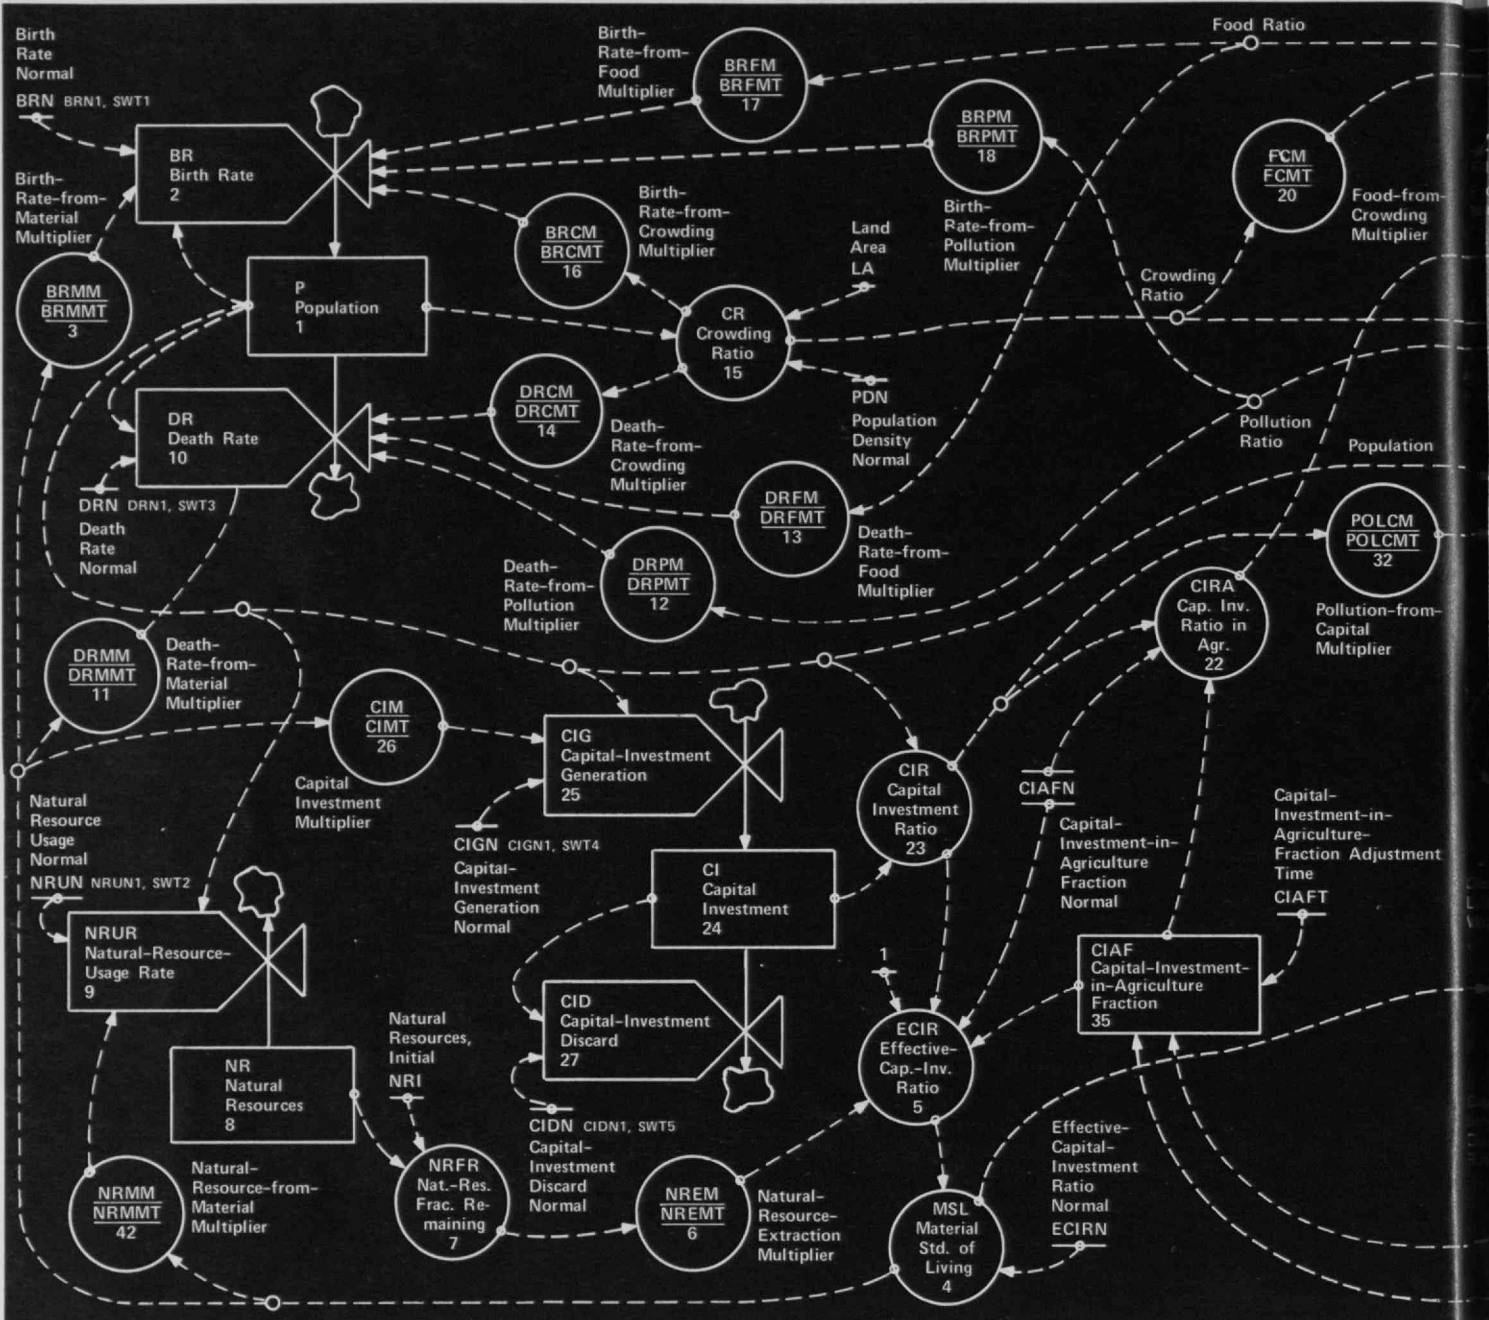 Birth
Rate
Normal
BRN BRN1, SWT1
Birth-
Rate-from-
Food
Multiplier
BRFM
BRFMT
17
Food Ratio
BRPM
BRPMT
18
Birth-
Rate-from-
Pollution
Multiplier
FCM
FCMT
20
Food-from-
Crowding
Multiplier
BR
Birth Rate
2
Birth-
Rate-from-
Material
Multiplier
BRMM
BRMMT
3
BRCM
BRCMT
16
Birth-
Rate-from-
Crowding
Multiplier
Land
Area
LA
Crowding
Ratio
P
Population
1
CR
Crowding
Ratio
15
PDN
Population
Density
Normal
DR
Death Rate
10
DRCM
DRCMT
14
Death-
Rate-from-
Crowding
Multiplier
Pollution
Ratio
Population
DRN DRN1, SWT3
Death
Rate
Normal
DRFM
DRFMT
13
Death-
Rate-from-
Food
Multiplier
POLCM
POLCMT
32
Pollution-from-
Capital
Multiplier
Death-
Rate-from-
Pollution
Multiplier
DRPM
DRPMT
12
CIRA
Cap. Inv.
Ratio in
Agr.
22
DRMM
DRMMT
11
Death-
Rate-from-
Material
Multiplier
CIM
CIMT
26
Capital
Investment
Multiplier
CIG
Capital-Investment
Generation
25
CIR
Capital
Investment
Ratio
23
CIAFN
Capital-
Investment-in-
Agriculture
Fraction
Normal
Capital-
Investment-in-
Agriculture-
Fraction Adjustment
Time
CIAFT
Natural
Resource
Usage
Normal
NRUN NRUN1, SWT2
CIGN CIGN1, SWT4
Capital-
Investment
Generation
Normal
CI
Capital
Investment
24
NRUR
Natural-Resource-
Usage Rate
9
1
CIAF
Capital-Investment-
in-Agriculture
Fraction
35
CID
Capital-Investment
Discard
27
ECIR
Effective-
Cap.-Inv.
Ratio
5
NR
Natural
Resources
8
Natural
Resources,
Initial
NRI
CIDN CIDN1, SWT5
Capital-
Investment
Discard
Normal
Effective-
Capital-
Investment
Ratio
Normal
ECIRN
NRMM
NRMMT
42
Natural-
Resource-from-
Material
Multiplier
NRFR
Nat.-Res.
Frac. Re-
maining
7
NREM
NREMT
6
Natural-
Resource-
Extraction
Multiplier
MSL
Material
Std. of
Living
4